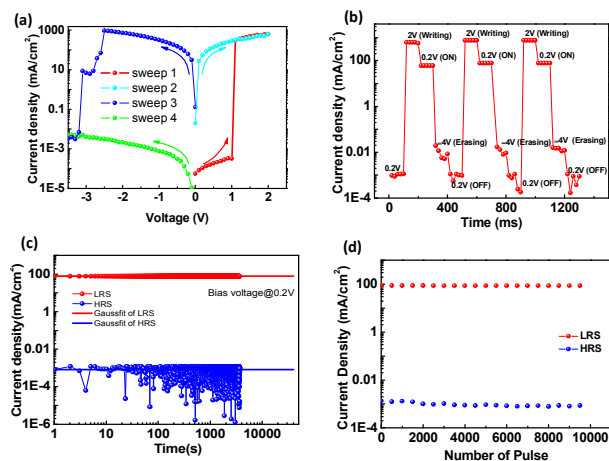 (a)
Current density (mA/cm²)
1000
10
0.1
1E-3
1E-5
sweep 1
sweep 2
sweep 3
sweep 4
-3 -2 -1 0 1 2
Voltage (V)
(b)
Current density (mA/cm²)
1E4
100
1
0.01
1E-4
2V (Writing) 2V (Writing) 2V (Writing)
0.2V (ON) 0.2V (ON) 0.2V (ON)
-4V (Erasing) -4V (Erasing) -4V (Erasing)
0.2V 0.2V (OFF) 0.2V (OFF) 0.2V (OFF)
0 400 800 1200
Time (ms)
(c)
Current density(mA/cm²)
1E4
100
1
0.01
1E-4
1E-6
LRS
HRS
Gaussfit of LRS
Gaussfit of HRS
Bias voltage@0.2V
1 10 100 1000 10000
Time(s)
(d)
Current Density (mA/cm²)
1E4
100
1
0.01
1E-4
LRS
HRS
0 2000 4000 6000 8000 10000
Number of Pulse